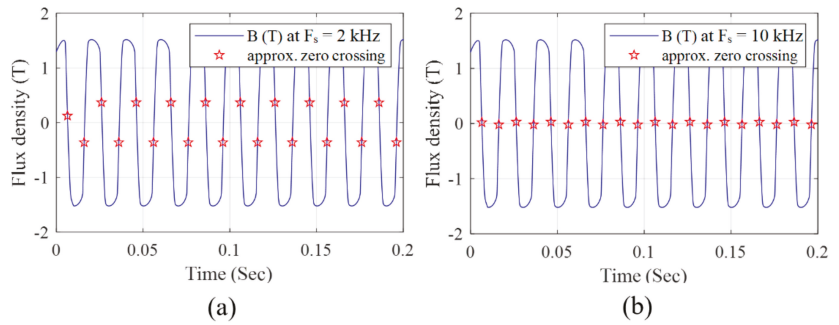 2
1
0
-1
-2
Flux density (T)
B (T) at Fs = 2 kHz
approx. zero crossing
0
0.05
0.1
0.15
0.2
Time (Sec)
(a)
2
1
0
-1
-2
Flux density (T)
B (T) at Fs = 10 kHz
approx. zero crossing
0
0.05
0.1
0.15
0.2
Time (Sec)
(b)